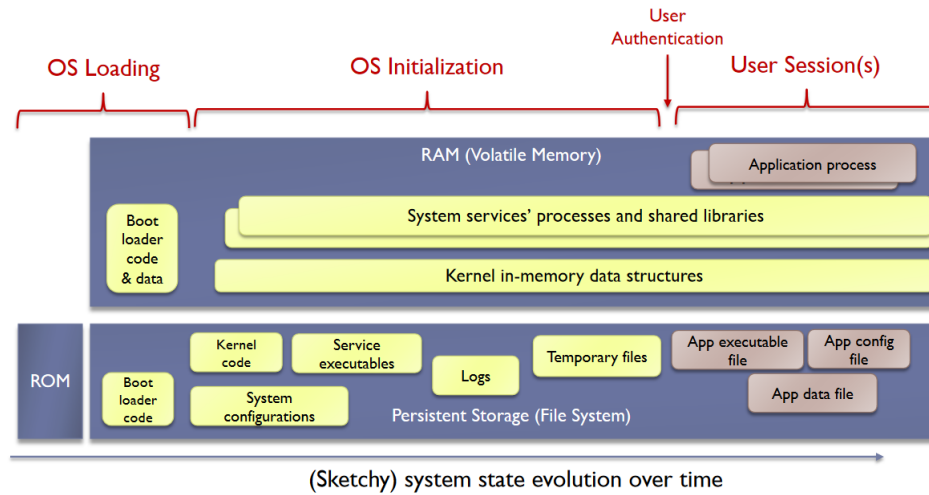 User
Authentication
OS Loading
OS Initialization
User Session(s)
RAM (Volatile Memory)
Application process
System services' processes and shared libraries
Boot
loader
code
& data
Kernel in-memory data structures
ROM
Boot
loader
code
Kernel
code
Service
executables
System
configurations
Logs
Temporary files
App executable
file
App config
file
App data file
Persistent Storage (File System)
(Sketchy) system state evolution over time